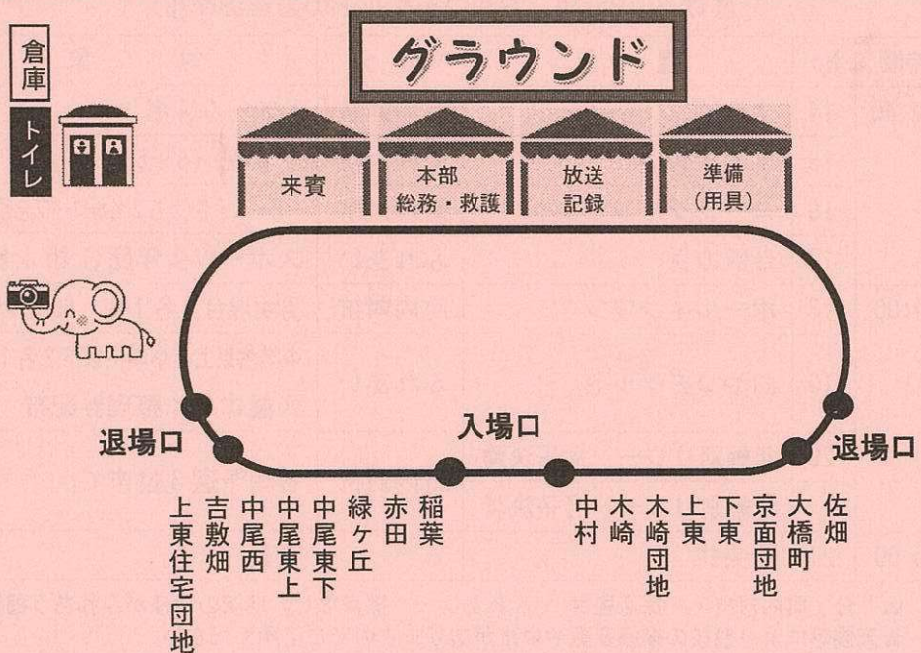 グラウンド
倉庫
トイレ
来賓
本部
総務・救護
放送
記録
準備
(用具)
退場口
入場口
退場口
上東住宅団地
吉敷畑
中尾西
中尾東上
中尾東下
緑ヶ丘
赤田
稲葉
中村
木崎
木崎団地
上東
下東
京面団地
大橋町
佐畑